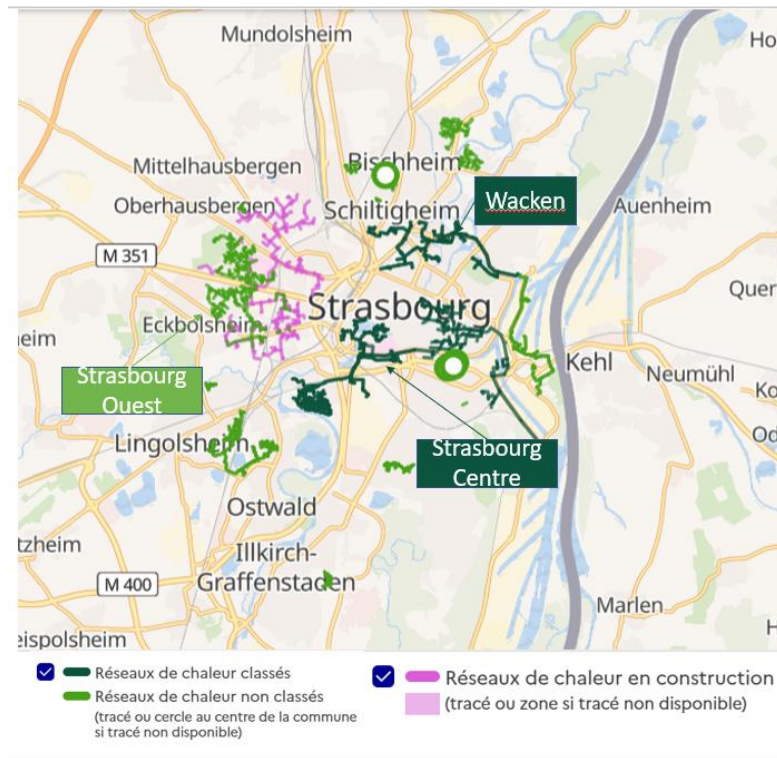 Mundolsheim
Ho
Mittelhausbergen
Bischheim
Oberhausbergen
Schiltigheim
Wacken
Auenheim
M 351
Quer
Strasbourg
Eckbolsheim
eim
Kehl
Neumühl
Strasbourg
Ouest
Ko
Lingolsheim
Strasbourg
Centre
Od
Ostwald
tzheim
Illkirch-
Graffenstaden
M 400
Marlen
eispolsheim
H
Réseaux de chaleur classés
Réseaux de chaleur non classés
(tracé ou cercle au centre de la commune
si tracé non disponible)
Réseaux de chaleur en construction
(tracé ou zone si tracé non disponible)